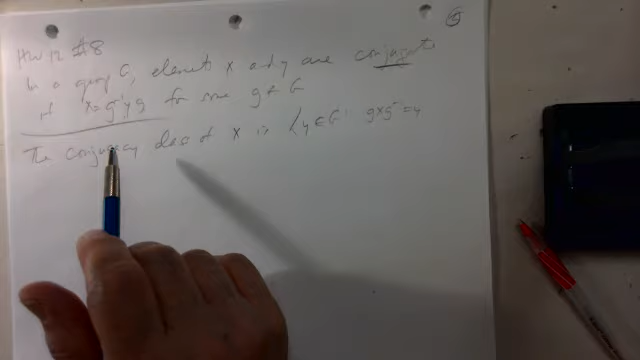 HW 12 #8
In a group G, elements x and y are conjugate
if x = g⁻¹yg for some g ∈ G
The conjugacy class of x is {y ∈ G : gxg⁻¹ = y